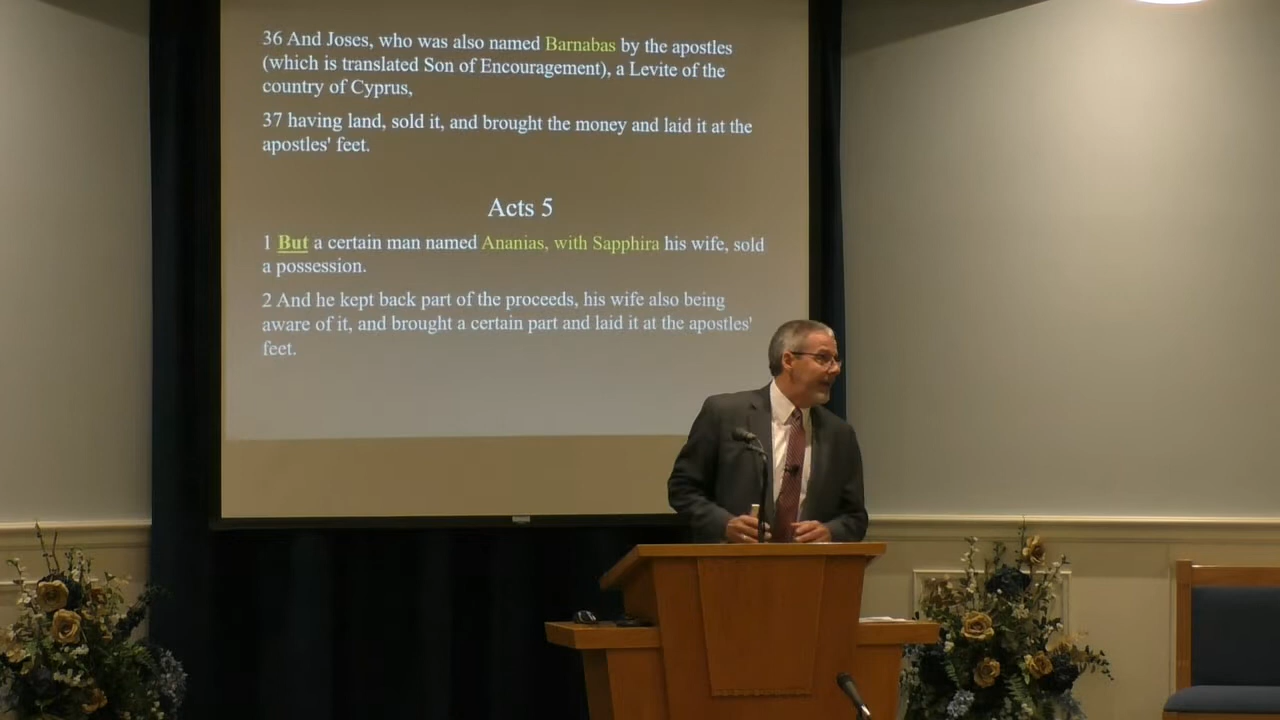 36 And Joses, who was also named Barnabas by the apostles
(which is translated Son of Encouragement), a Levite of the
country of Cyprus,
37 having land, sold it, and brought the money and laid it at the
apostles' feet.
Acts 5
1 But a certain man named Ananias, with Sapphira his wife, sold
a possession.
2 And he kept back part of the proceeds, his wife also being
aware of it, and brought a certain part and laid it at the apostles'
feet.